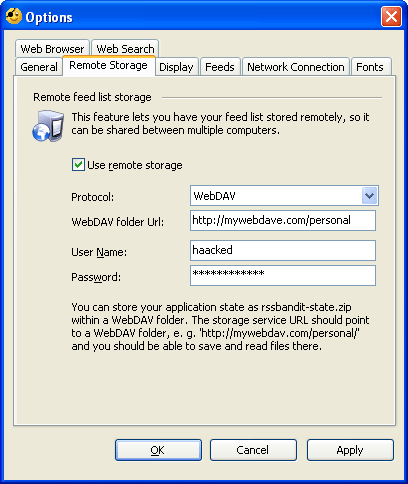 Options
Web Browser Web Search
General Remote Storage Display Feeds Network Connection Fonts
Remote feed list storage
This feature lets you have your feed list stored remotely, so it
can be shared between multiple computers.
Use remote storage
Protocol: WebDAV
WebDAV folder Url: http://mywebdave.com/personal
User Name: haacked
Password: ************
You can store your application state as rssbandit-state.zip
within a WebDAV folder. The storage service URL should point
to a WebDAV folder, e. g. 'http://mywebdav.com/personal/'
and you should be able to save and read files there.
OK Cancel Apply